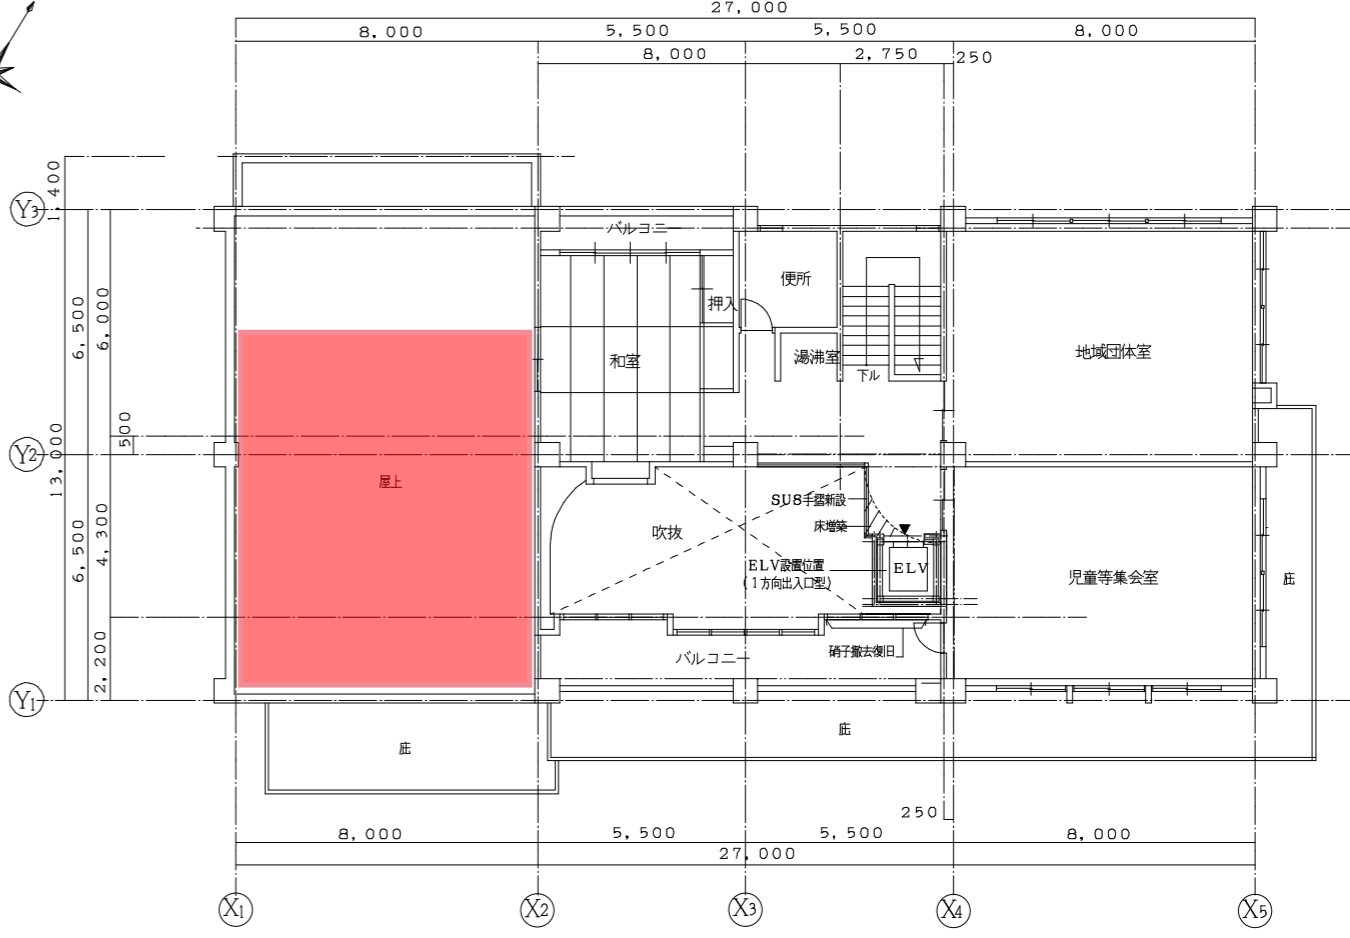 27,000
8,000
5,500
5,500
8,000
8,000
2,750
250
1,400
Y3
バルコニー
便所
押入
6,500
6,000
和室
湯沸室
地域団体室
下ル
500
Y2
13,000
屋上
SUS手摺新設
床増築
吹抜
6,500
4,300
ELV設置位置
(1方向出入口型)
ELV
児童等集会室
庇
2,200
硝子撤去復旧
バルコニー
Y1
庇
庇
250
8,000
5,500
5,500
8,000
27,000
X1
X2
X3
X4
X5